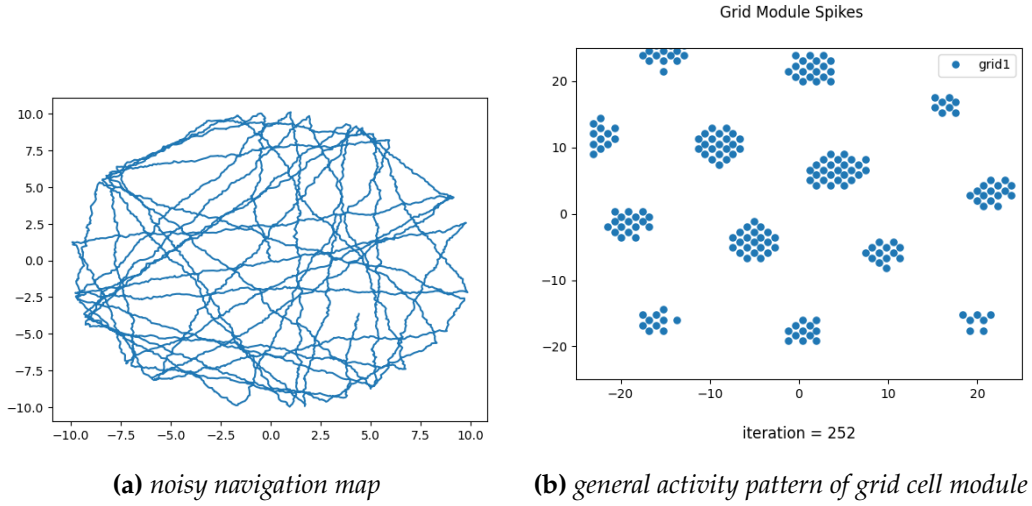 Grid Module Spikes
10.0
7.5
5.0
2.5
0.0
−2.5
−5.0
−7.5
−10.0
−10.0 −7.5 −5.0 −2.5 0.0 2.5 5.0 7.5 10.0
grid1
20
10
0
−10
−20
−20 −10 0 10 20
iteration = 252
(a) noisy navigation map
(b) general activity pattern of grid cell module